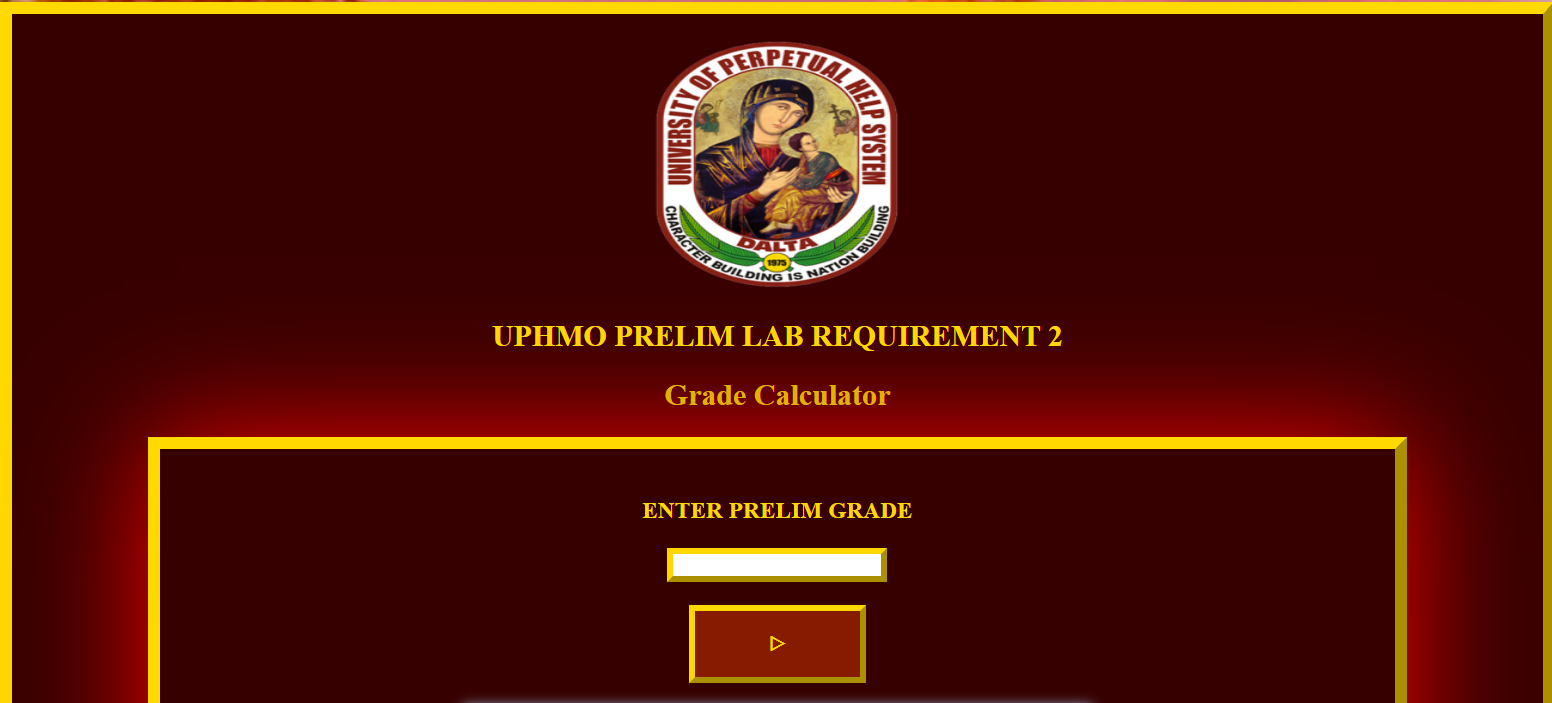 UNIVERSITY OF PERPETUAL HELP SYSTEM
DALTA
1975
CHARACTER BUILDING IS NATION BUILDING
UPHMO PRELIM LAB REQUIREMENT 2
Grade Calculator
ENTER PRELIM GRADE